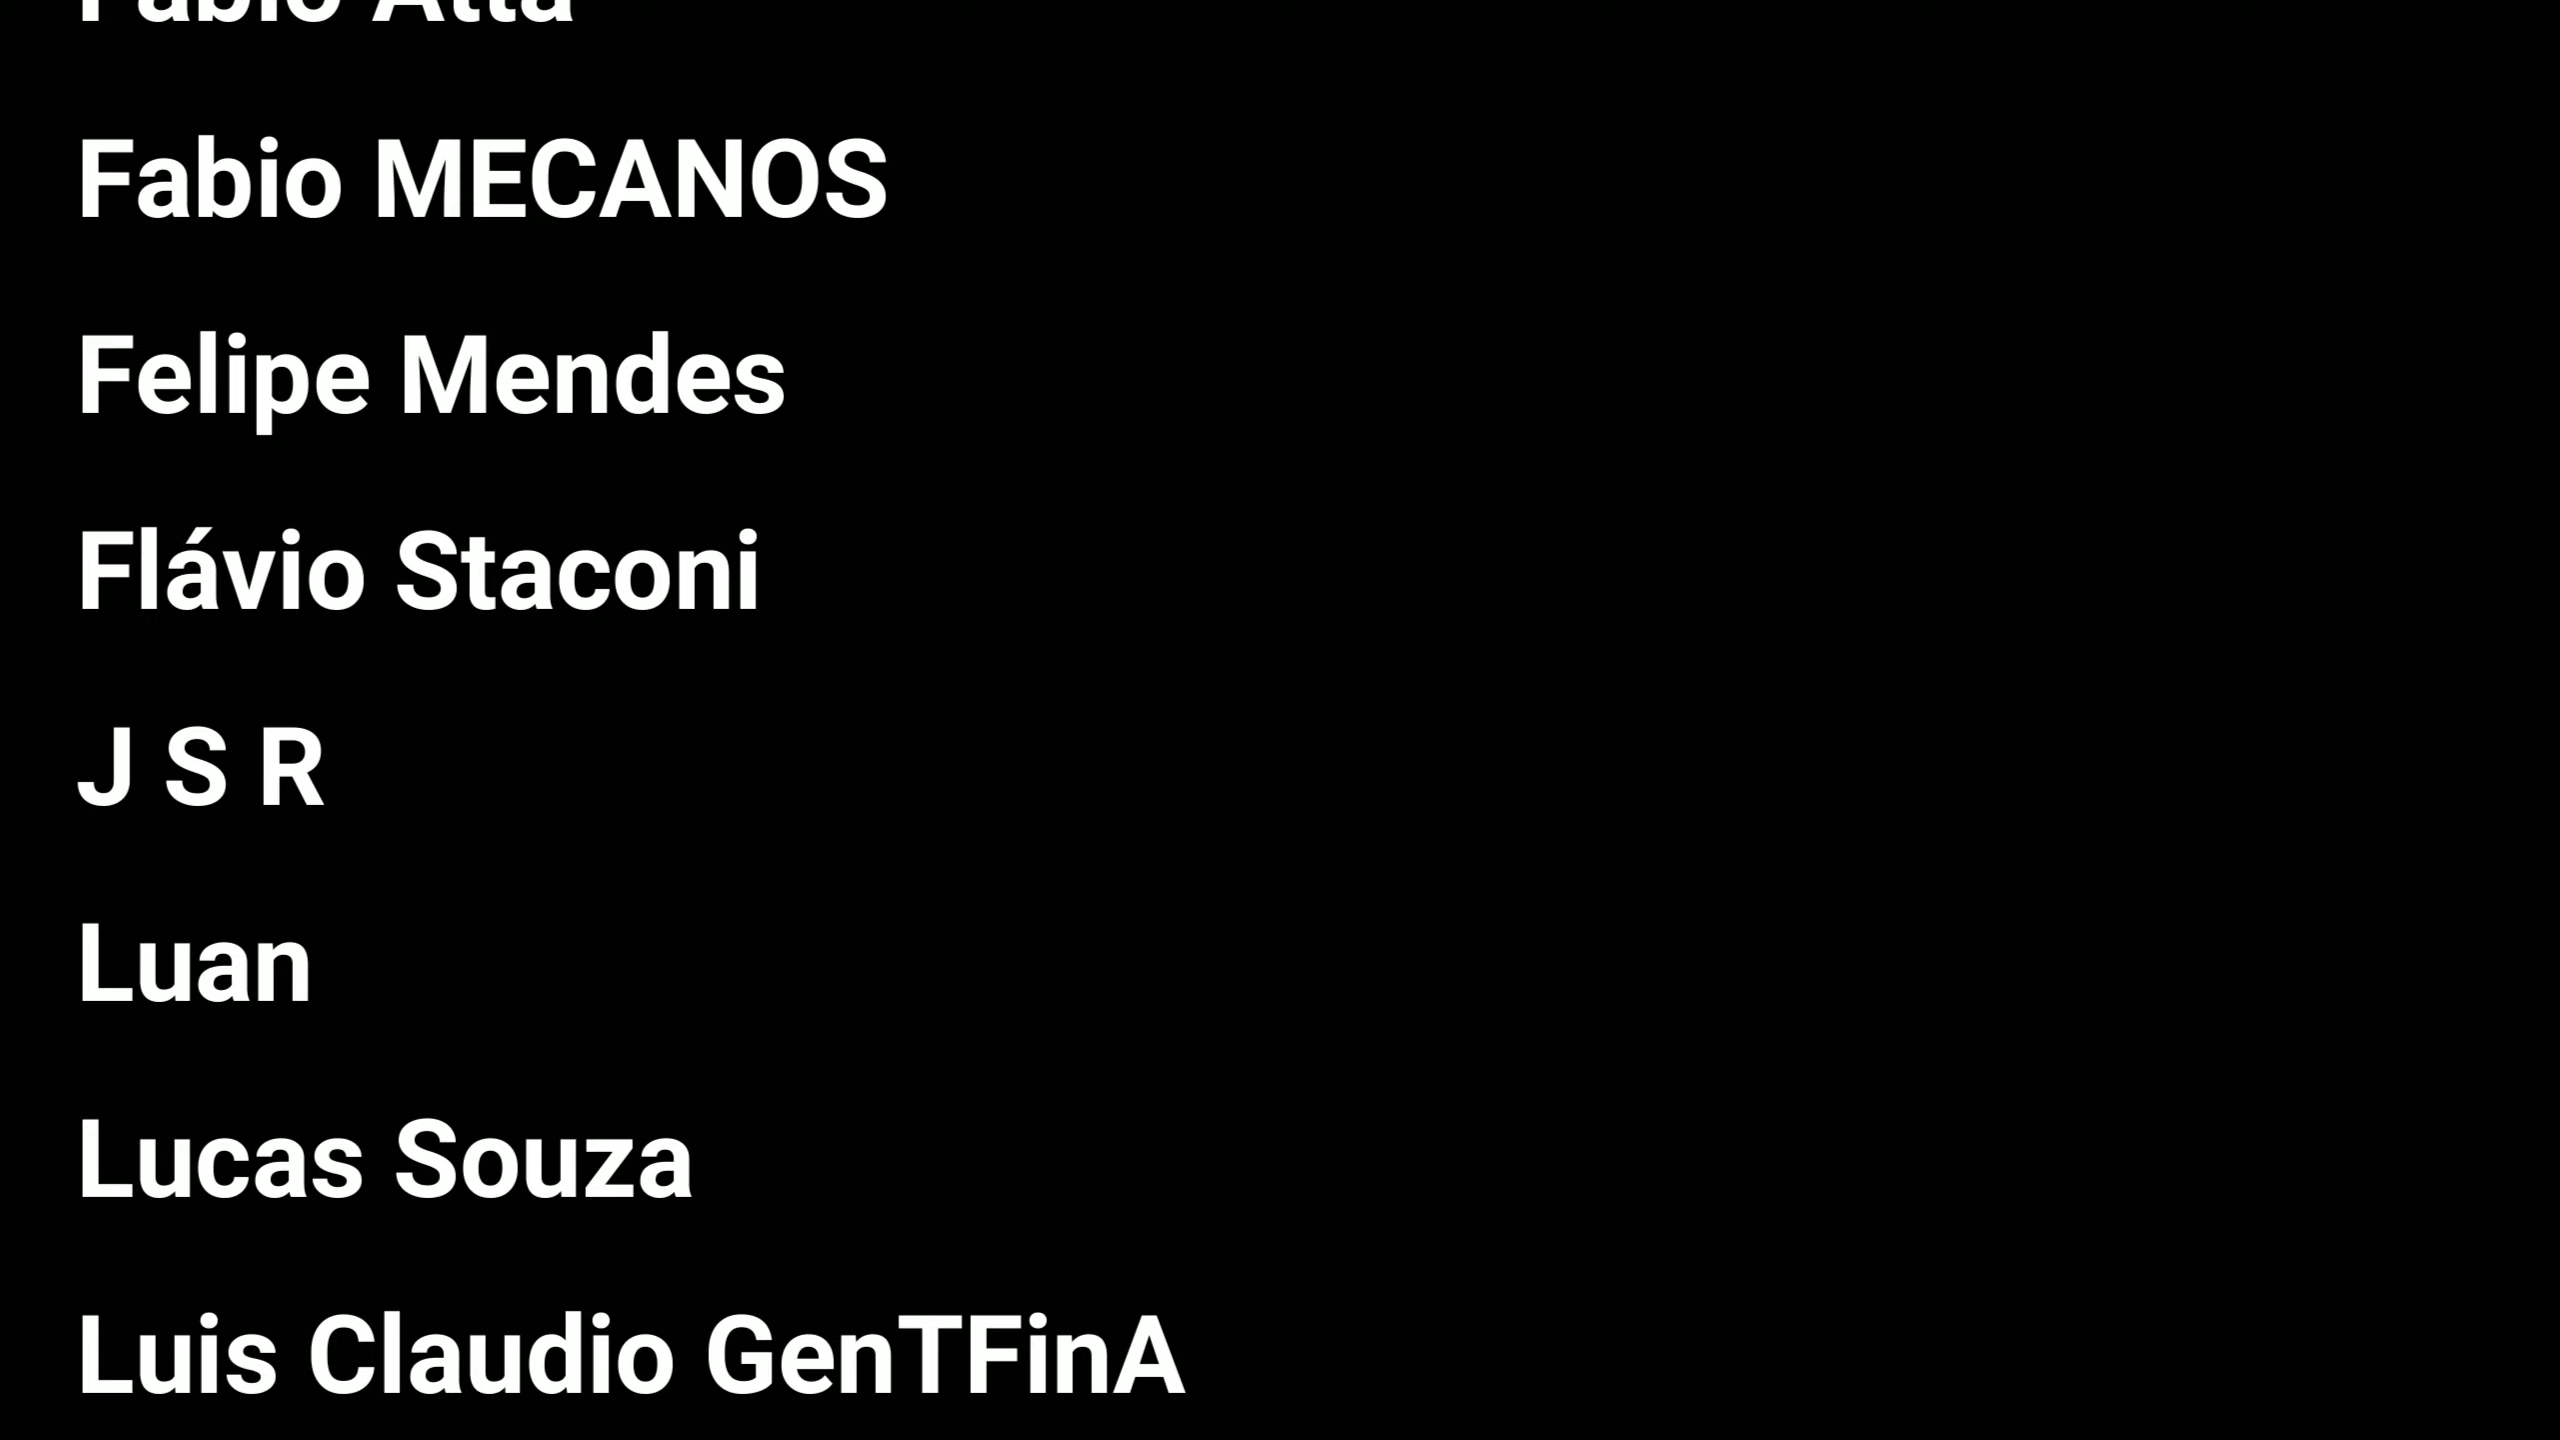 Fabio MECANOS
Felipe Mendes
Flávio Staconi
J S R
Luan
Lucas Souza
Luis Claudio GenTFinA